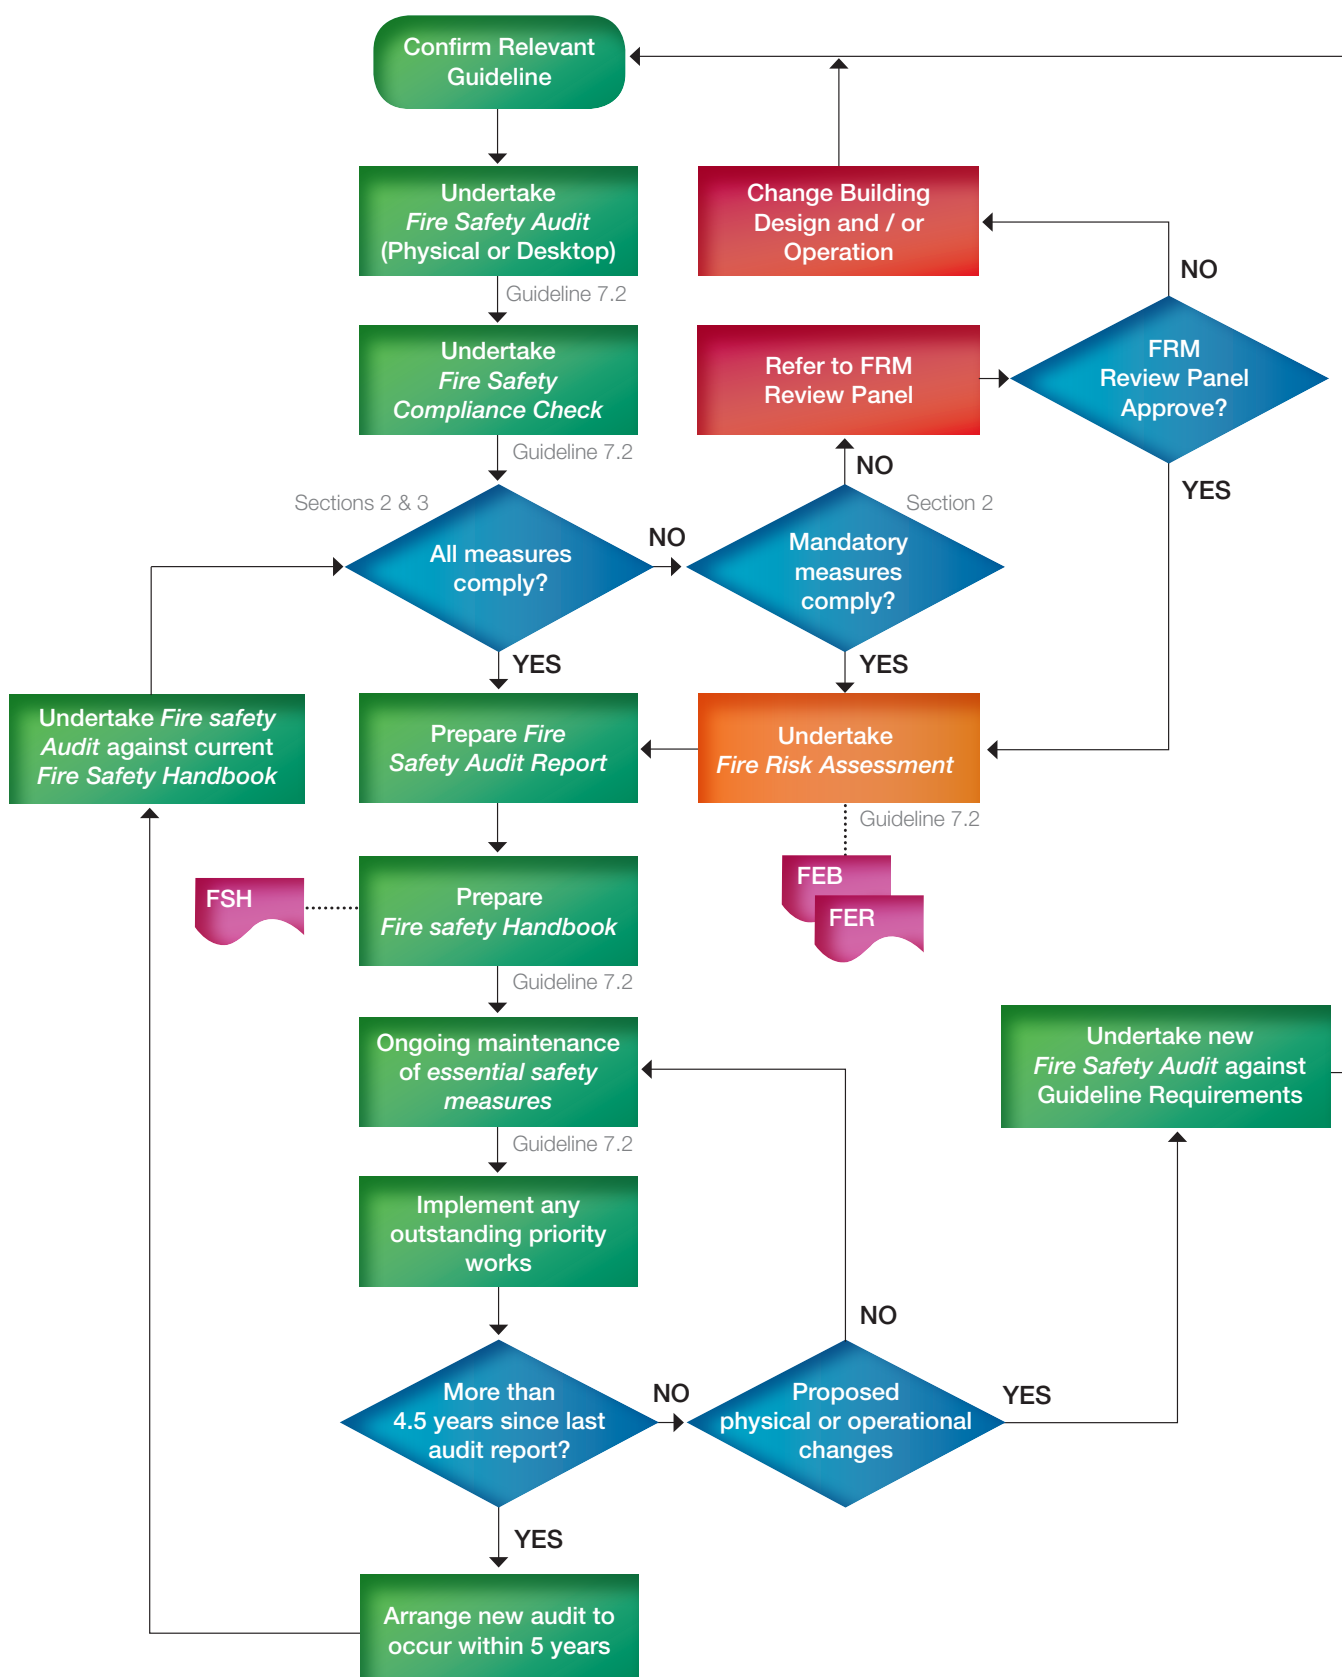 Confirm Relevant
Guideline
Undertake
Fire Safety Audit
(Physical or Desktop)
Guideline 7.2
Change Building
Design and / or
Operation
NO
Undertake
Fire Safety
Compliance Check
Guideline 7.2
Refer to FRM
Review Panel
FRM
Review Panel
Approve?
NO
YES
Sections 2 & 3
All measures
comply?
NO
Section 2
Mandatory
measures
comply?
YES
YES
Undertake Fire safety
Audit against current
Fire Safety Handbook
Prepare Fire
Safety Audit Report
Undertake
Fire Risk Assessment
Guideline 7.2
FEB
FER
FSH
Prepare
Fire safety Handbook
Guideline 7.2
Ongoing maintenance
of essential safety
measures
Guideline 7.2
Undertake new
Fire Safety Audit against
Guideline Requirements
Implement any
outstanding priority
works
NO
More than
4.5 years since last
audit report?
NO
Proposed
physical or operational
changes
YES
YES
Arrange new audit to
occur within 5 years